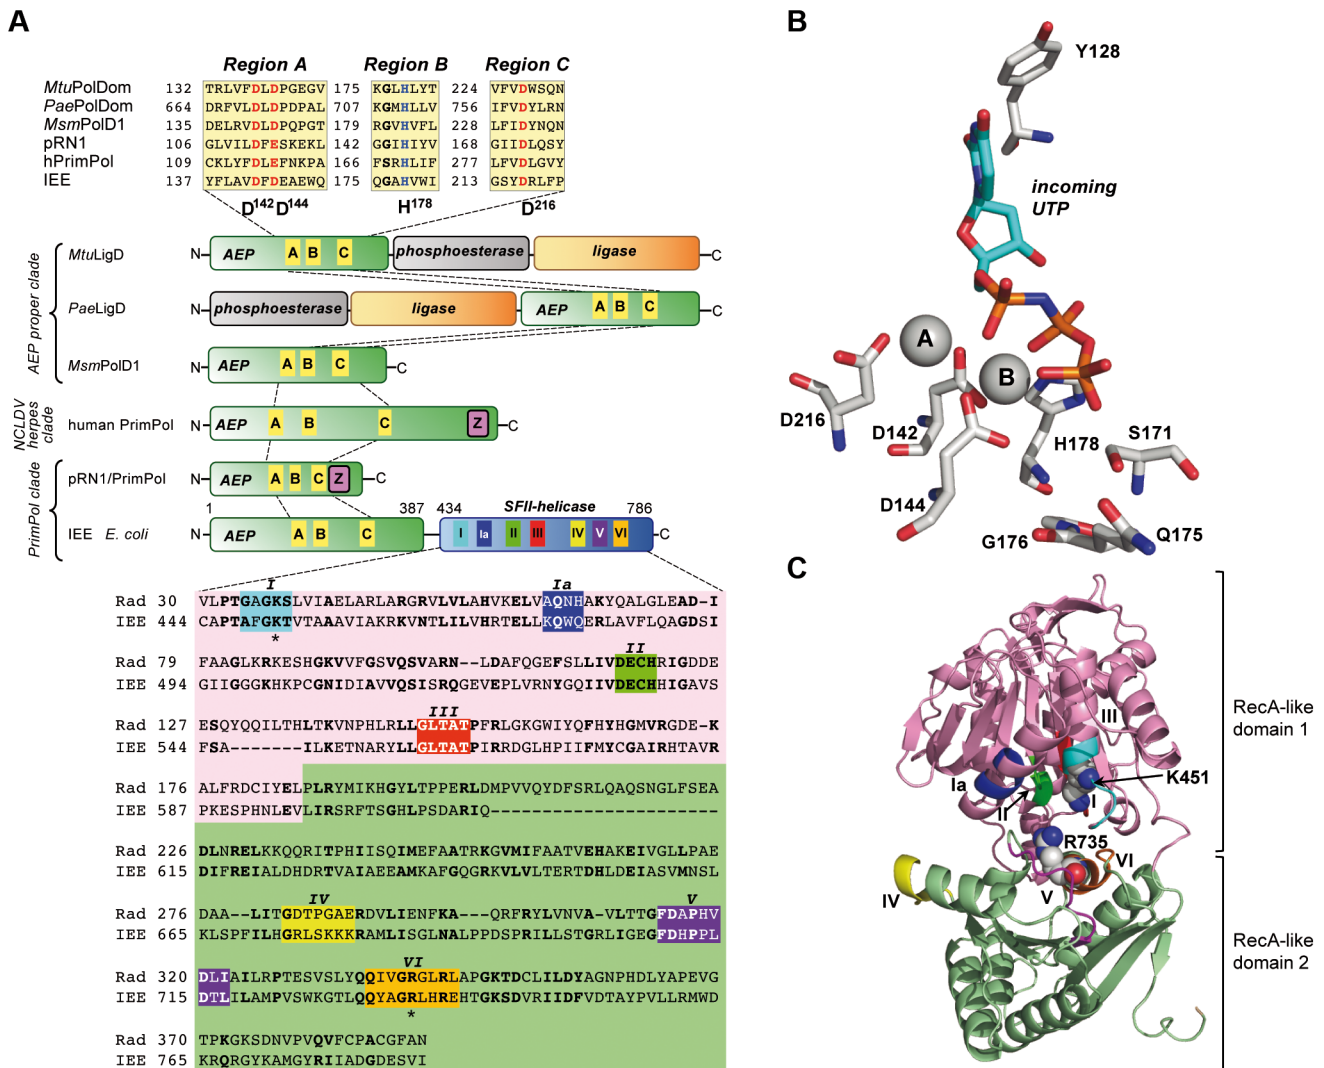 A
Region A Region B Region C
MtuPolDom 132 TRLVFDLDPGEGV 175 KGLHLYT 224 VFVDWSQN
PaePolDom 664 DRFVLDLDPDPAL 707 KGMHLLV 756 IFVDYLRN
MsmPolD1 135 DELRVDLDPQPGT 179 RGVHVFL 228 LFIDYNQN
pRN1 106 GLVILDFESEKLEKL 142 GGIHIYV 168 GIIDLQSY
hPrimPol 109 CKLYFDLEFNKPA 166 FSRHLIF 277 LFVDLGVY
IEE 137 YFLAVDFDEAEWQ 175 QGAHVWI 213 GSYDRLFP
D142 D144 H178 D216
AEP proper clade
MtuLigD N AEP A B C phosphoesterase ligase C
PaeLigD N phosphoesterase ligase AEP A B C C
MsmPolD1 N AEP A B C C
NCLDV herpes clade
human PrimPol N AEP A B C Z C
PrimPol clade
pRN1/PrimPol N AEP A B C Z C
1 387 434 SFII-helicase 786
IEE E. coli N AEP A B C I Ia II III IV V VI C
I Ia
Rad 30 VLPTGAGKSLVIAELARLARGRVLVLAHVKELVAQNHAKYQALGLEAD-I
IEE 444 CAPTAFGKTVTAAAVIAKRKVNTLILVHRTELLKQWQERLAVFLQAGDSI
*
II
Rad 79 FAAGLKRKESHGKVVFGSVQSVARN--LDAFQGEFSLLIVDECHRIGDDE
IEE 494 GIIGGGKHKPCGNIDIAVVQSISRQGEVEPLVRNYGQIIVDECHHIGAVS
III
Rad 127 ESQYQQILTHLTKVNPHLRLLGLTATPFRLGKGWIYQFHYHGMVRGDE-K
IEE 544 FSA-------ILKETNARYLLGLTATPIRRDGLHPIIFMYCGAIRHTAVR
Rad 176 ALFRDCIYELPLRYMIKHGYLTPPERLDMPVVQYDFSRLQAQSNGLFSEA
IEE 587 PKESPHNLEVLIRSRFTSGHLPSDARIQ----------------------
Rad 226 DLNRELKKQQRITPHIISQIMEFAATRKGVMIFAATVEHAKEIVGLLPAE
IEE 615 DIFREIALDHDRTVAIAEEAMKAFGQGRKVLVLTERTDHLDEIASVMNSL
IV V
Rad 276 DAA--LITGDTPGAERDVLIENFKA---QRFRYLVNVA-VLTTGFDAPHV
IEE 665 KLSPFILHGRLSKKKRAMLISGLNALPPDSPRILLSTGRLIGEGFDHPPL
VI
Rad 320 DLIAILRPTESVSLYQQIVGRGLRLAPGKTDCLILDYAGNPHDLYAPEVG
IEE 715 DTLILAMPVSWKGTLQQYAGRLHREHTGKSDVRIIDFVDTAYPVLLRMWD
*
Rad 370 TPKGKSDNVPVQVFCPACGFAN
IEE 765 KRQRGYKAMGYRIIADGDESVI
B
Y128
incoming
UTP
A
B
D216
D142
H178
S171
D144
G176
Q175
C
RecA-like
domain 1
III
K451
Ia
I
II
R735
VI
V
IV
RecA-like
domain 2